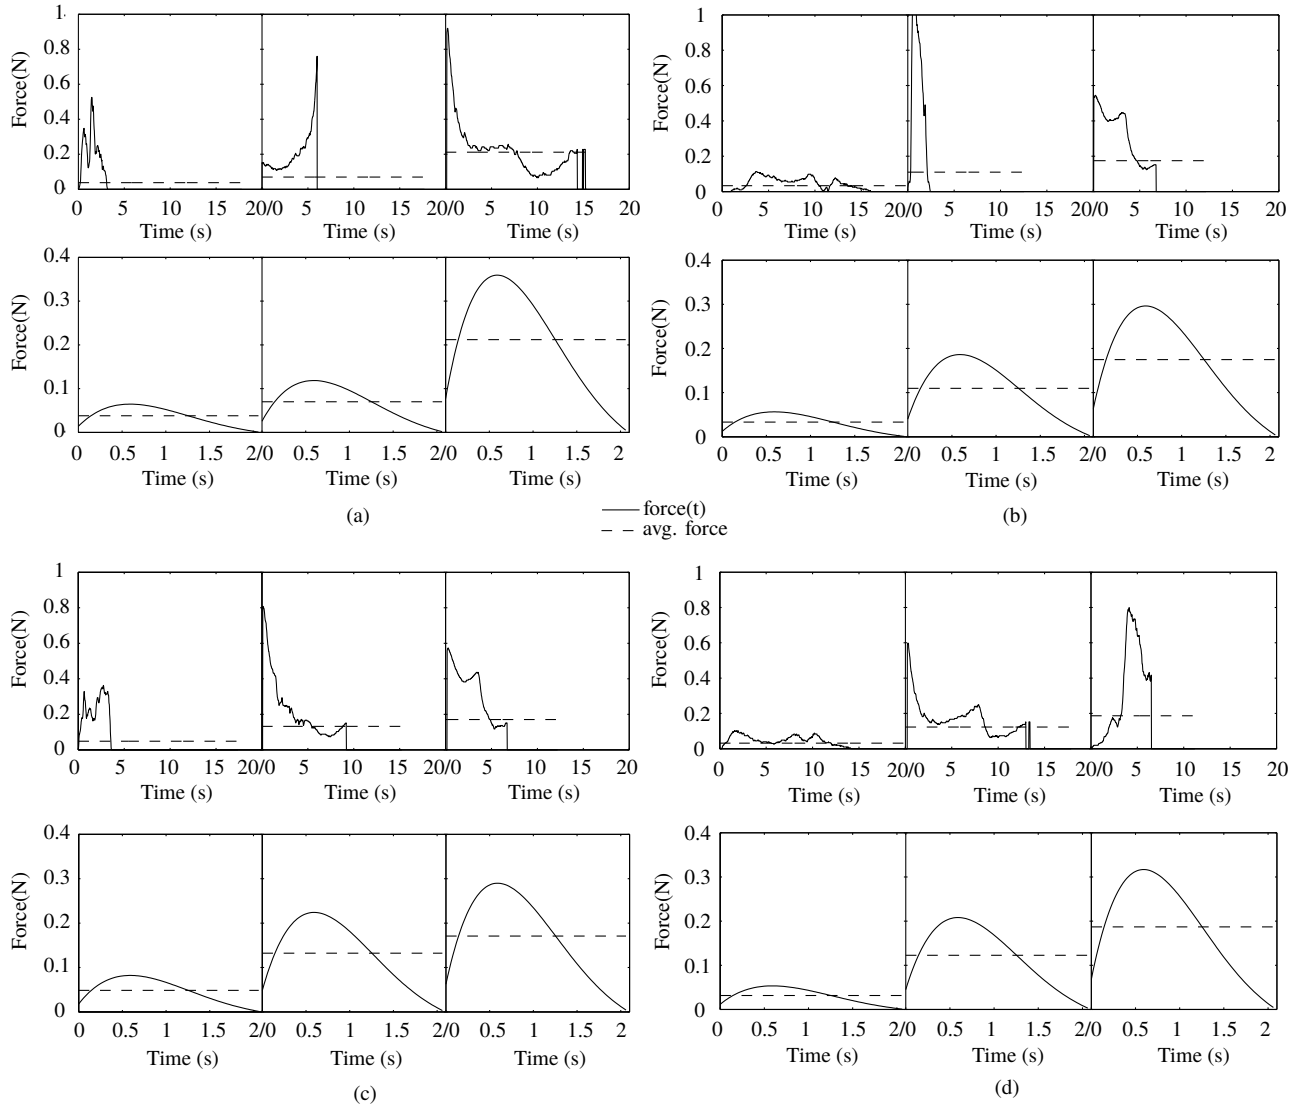 1 1
0.8 0.8
0.6 0.6
0.4 0.4
0.2 0.2
0 0
Force(N) Force(N)
5 10 15 20/0 5 10 15 20/0 5 10 15 20
5 10 15 20/0 5 10 15 20/0 5 10 15 20
Time (s) Time (s) Time (s)
Time (s) Time (s) Time (s)
0.4 0.4
0.3 0.3
0.2 0.2
0.1 0.1
0 0
Force(N) Force(N)
0 0.5 1 1.5 2/0 0.5 1 1.5 2/0 0.5 1 1.5 2
0 0.5 1 1.5 2/0 0.5 1 1.5 2/0 0.5 1 1.5 2
Time (s) Time (s) Time (s)
Time (s) Time (s) Time (s)
(a) (b)
force(t)
avg. force
1 1
0.8 0.8
0.6 0.6
0.4 0.4
0.2 0.2
0 0
Force(N) Force(N)
0 5 10 15 20/0 5 10 15 20/0 5 10 15 20
0 5 10 15 20/0 5 10 15 20/0 5 10 15 20
Time (s) Time (s) Time (s)
Time (s) Time (s) Time (s)
0.4 0.4
0.3 0.3
0.2 0.2
0.1 0.1
0 0
Force(N) Force(N)
0 0.5 1 1.5 2/0 0.5 1 1.5 2/0 0.5 1 1.5 2
0 0.5 1 1.5 2/0 0.5 1 1.5 2/0 0.5 1 1.5 2
Time (s) Time (s) Time (s)
Time (s) Time (s) Time (s)
(c) (d)